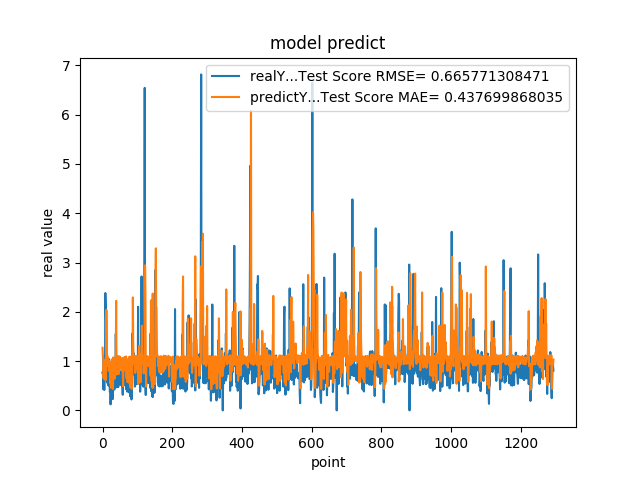 model predict
realY...Test Score RMSE= 0.665771308471
predictY...Test Score MAE= 0.437699868035
7
6
5
4
3
2
1
0
real value
0 200 400 600 800 1000 1200
point